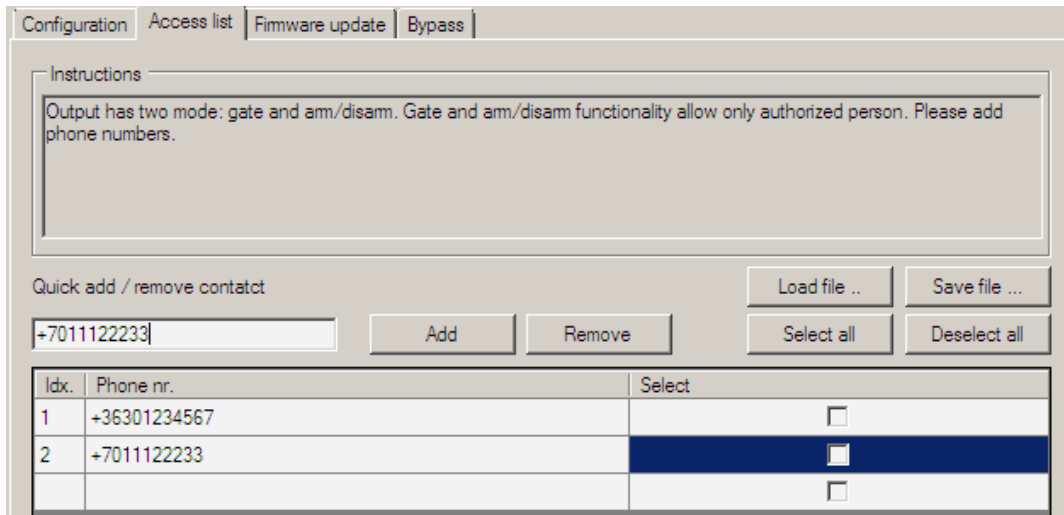 Configuration Access list Firmware update Bypass
Instructions
Output has two mode: gate and arm/disarm. Gate and arm/disarm functionality allow only authorized person. Please add
phone numbers.
Quick add / remove contatct
Load file .. Save file ...
+7011122233 Add Remove Select all Deselect all
Idx. Phone nr. Select
1 +36301234567
2 +7011122233